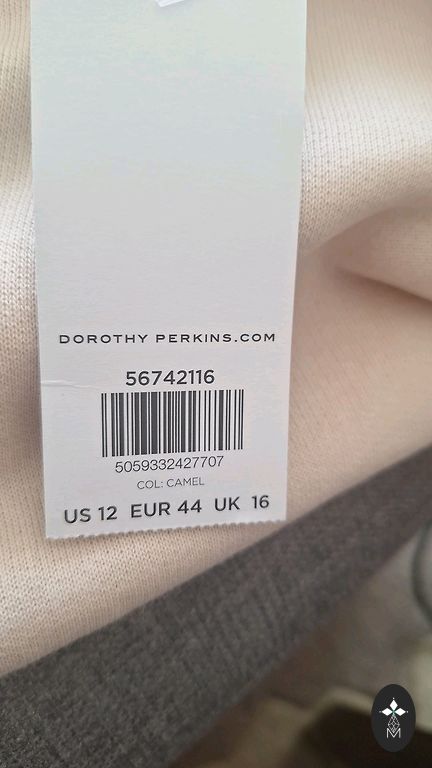 DOROTHY PERKINS.COM
56742116
5059332427707
COL: CAMEL
US 12 EUR 44 UK 16
M